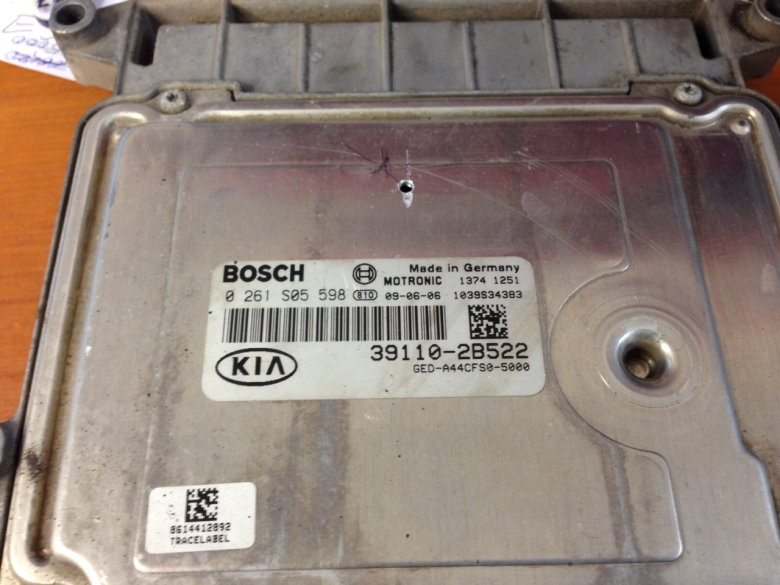 BOSCH Made in Germany
MOTRONIC 1374 1251
0 261 S05 598 810 09-06-06 1039S34383
39110-2B522
KIA GED-A44CFS0-5000
8614412892
TRACELABEL